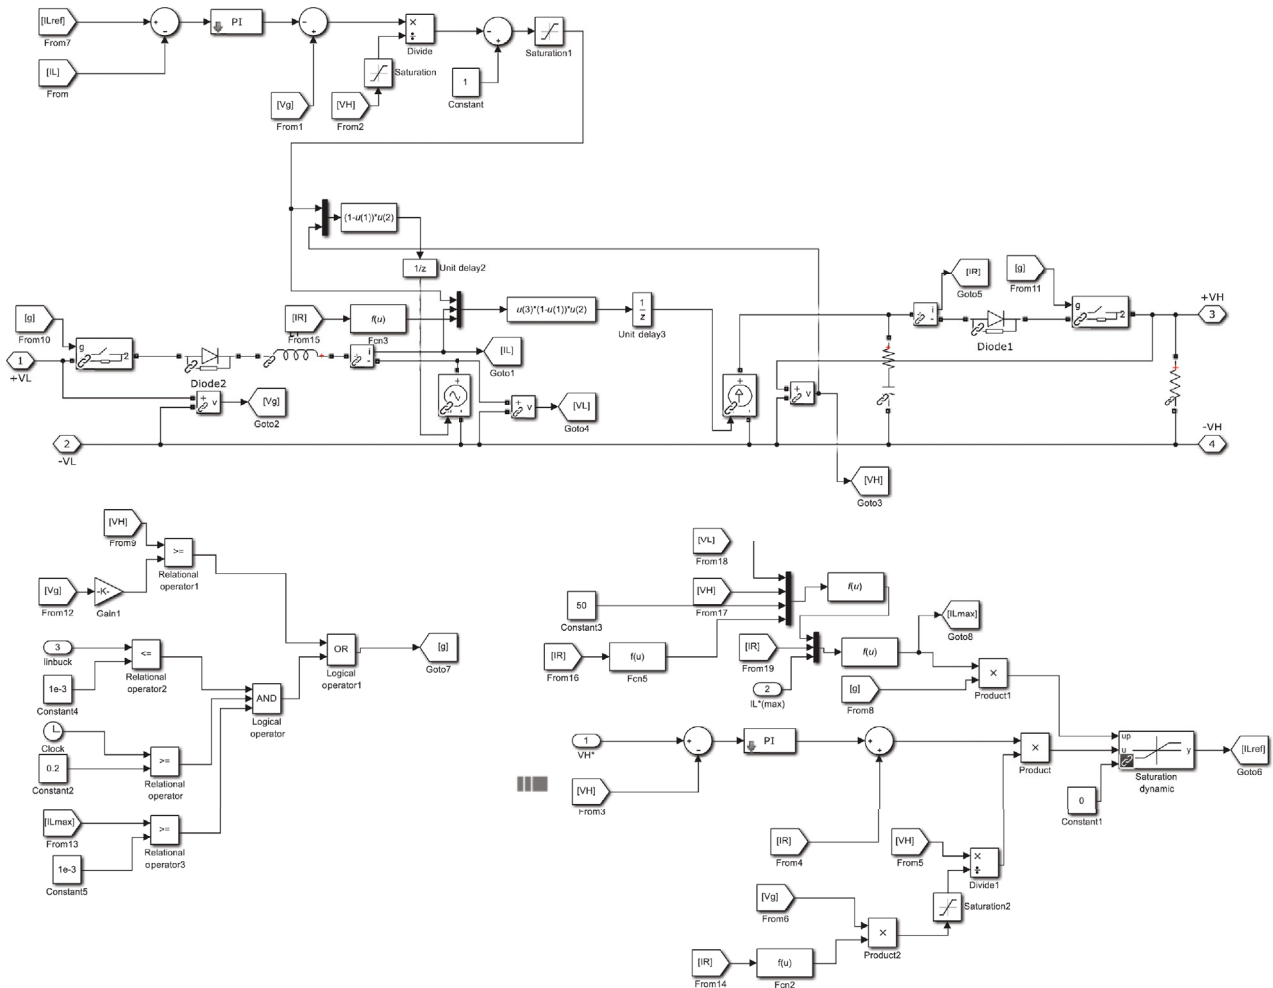 [ILref]
From7
PI
[IL]
From
[Vg]
From1
[VH]
From2
Divide
Saturation
1
Constant
Saturation1
(1-u(1))*u(2)
1/z
Unit delay2
[g]
From10
g
2
1
+VL
Diode2
[Vg]
Goto2
v
2
-VL
[IR]
From15
f(u)
Fcn3
i
[IL]
Goto1
v
[VL]
Goto4
u(3)*(1-u(1))*u(2)
1
z
Unit delay3
v
[VH]
Goto3
i
[IR]
Goto5
Diode1
[g]
From11
g
2
+VH
3
-VH
4
[VH]
From9
>=
Relational
operator1
[Vg]
From12
-K-
Gain1
3
Iinbuck
<=
Relational
operator2
1e-3
Constant4
Clock
0.2
Constant2
>=
Relational
operator
[ILmax]
From13
>=
Relational
operator3
1e-3
Constant5
AND
Logical
operator
OR
Logical
operator1
[g]
Goto7
[VL]
From18
[VH]
From17
50
Constant3
[IR]
From16
f(u)
Fcn5
f(u)
[IR]
From19
2
IL*(max)
f(u)
[ILmax]
Goto8
[g]
From8
×
Product1
1
VH*
PI
[VH]
From3
[IR]
From4
×
Product
[VH]
From5
Divide1
Saturation2
[Vg]
From6
[IR]
From14
f(u)
Fcn2
×
Product2
0
Constant1
up
u
y
Saturation
dynamic
[ILref]
Goto6